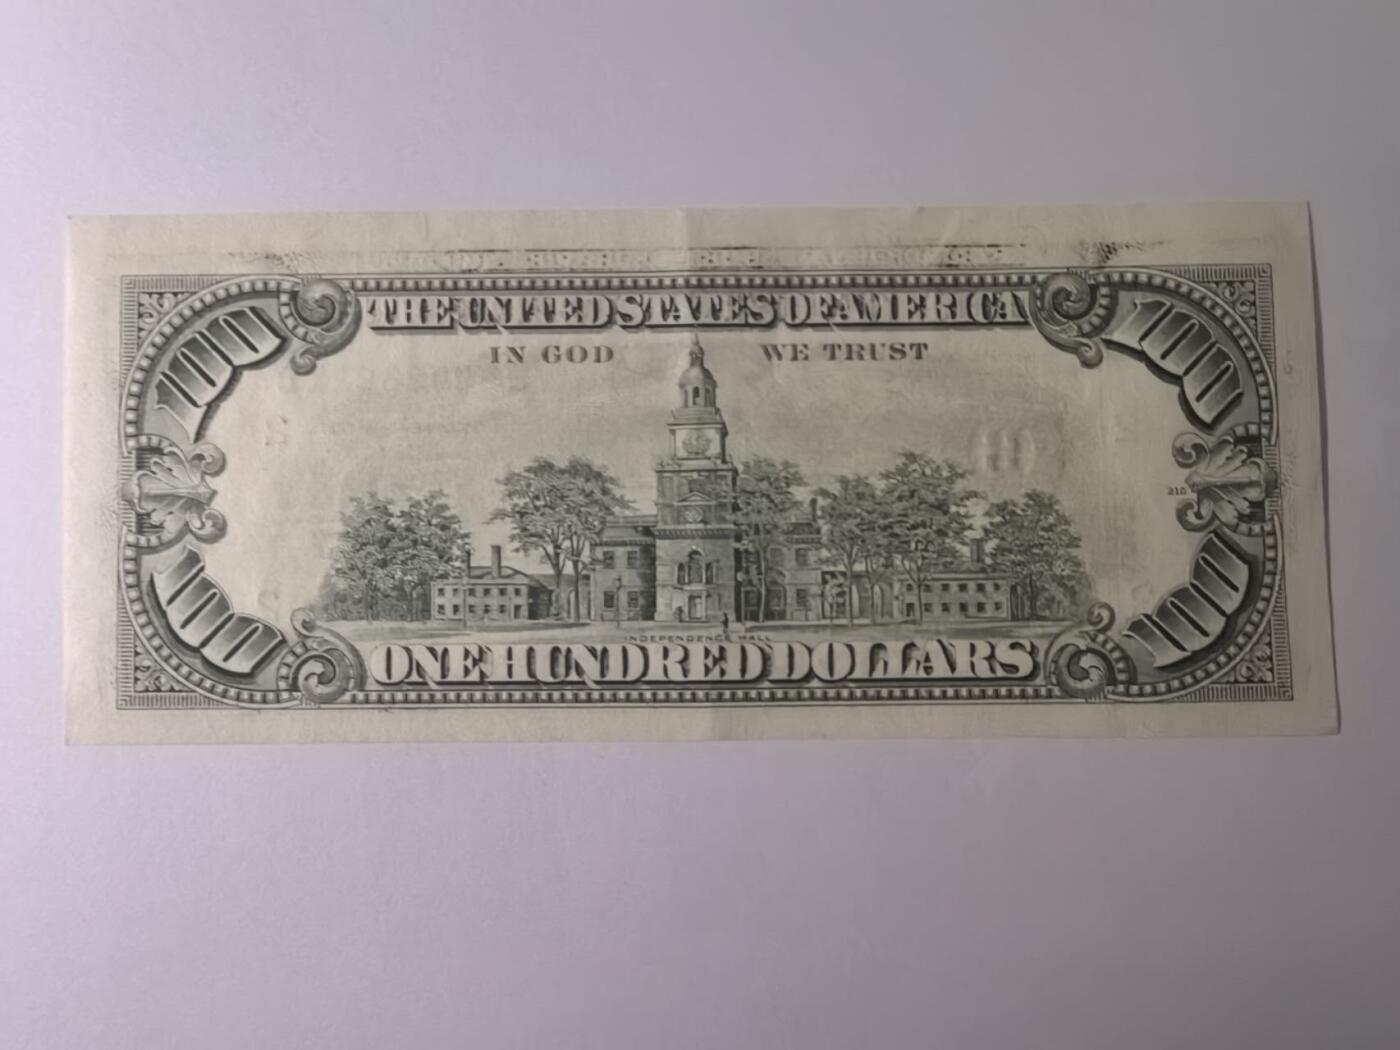 100 THE UNITED STATES OF AMERICA 100
IN GOD WE TRUST
210
INDEPENDENCE HALL
100 ONE HUNDRED DOLLARS 100